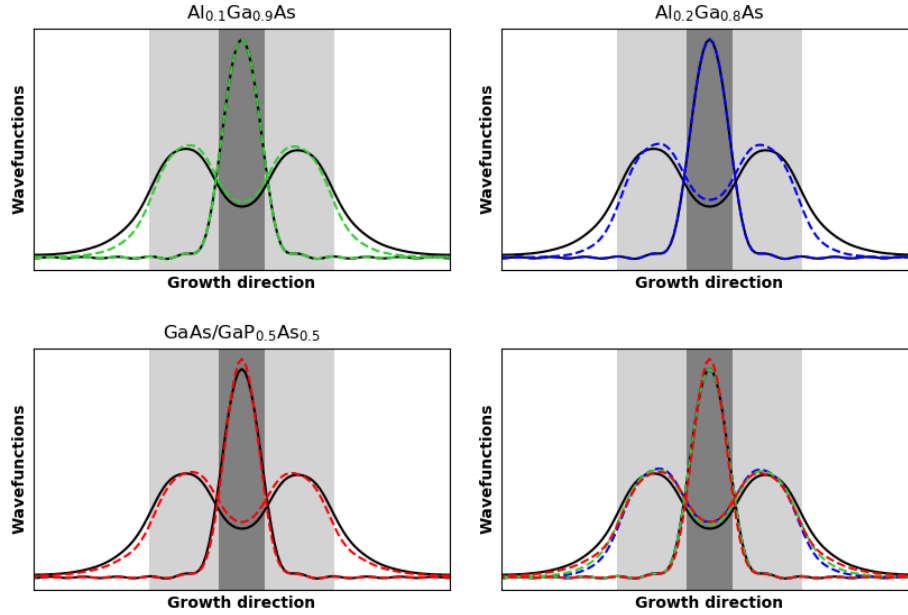 Al₀.₁Ga₀.₉As
Al₀.₂Ga₀.₈As
Wavefunctions
Wavefunctions
Growth direction
Growth direction
GaAs/GaP₀.₅As₀.₅
Wavefunctions
Wavefunctions
Growth direction
Growth direction